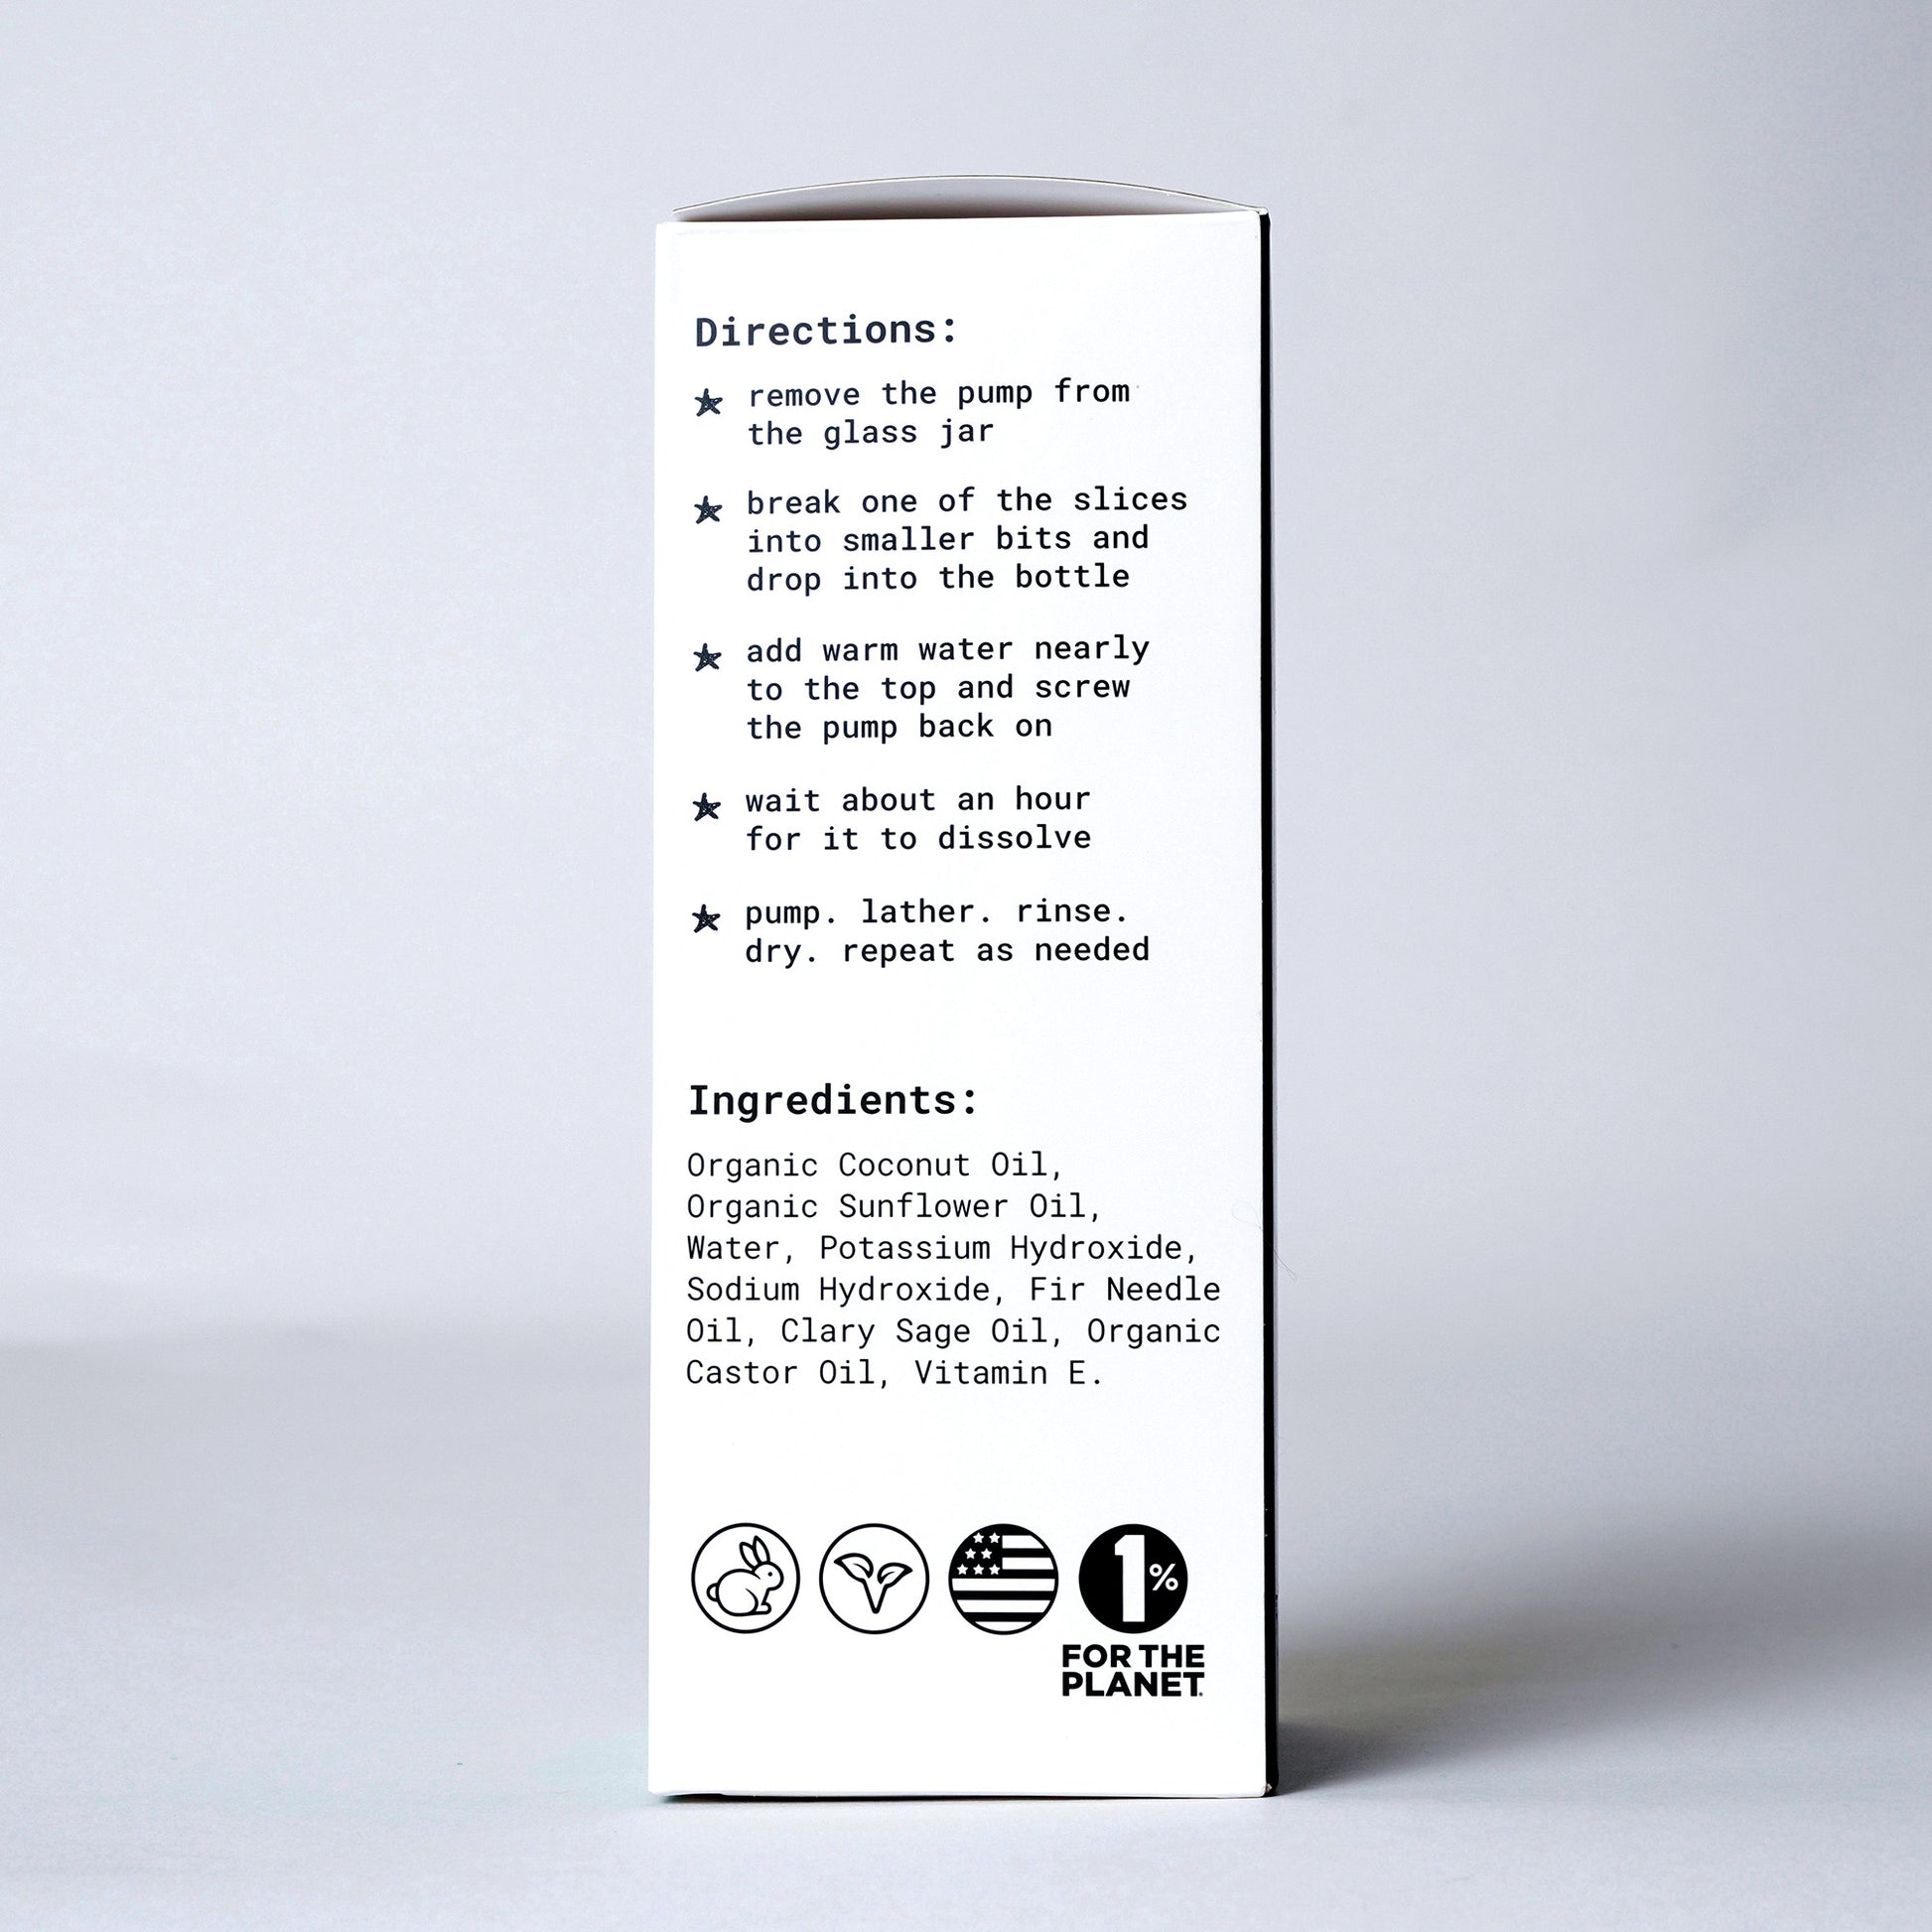 Directions:
remove the pump from
the glass jar
break one of the slices
into smaller bits and
drop into the bottle
add warm water nearly
to the top and screw
the pump back on
wait about an hour
for it to dissolve
pump. lather. rinse.
dry. repeat as needed
Ingredients:
Organic Coconut Oil,
Organic Sunflower Oil,
Water, Potassium Hydroxide,
Sodium Hydroxide, Fir Needle
Oil, Clary Sage Oil, Organic
Castor Oil, Vitamin E.
1%
FOR THE
PLANET